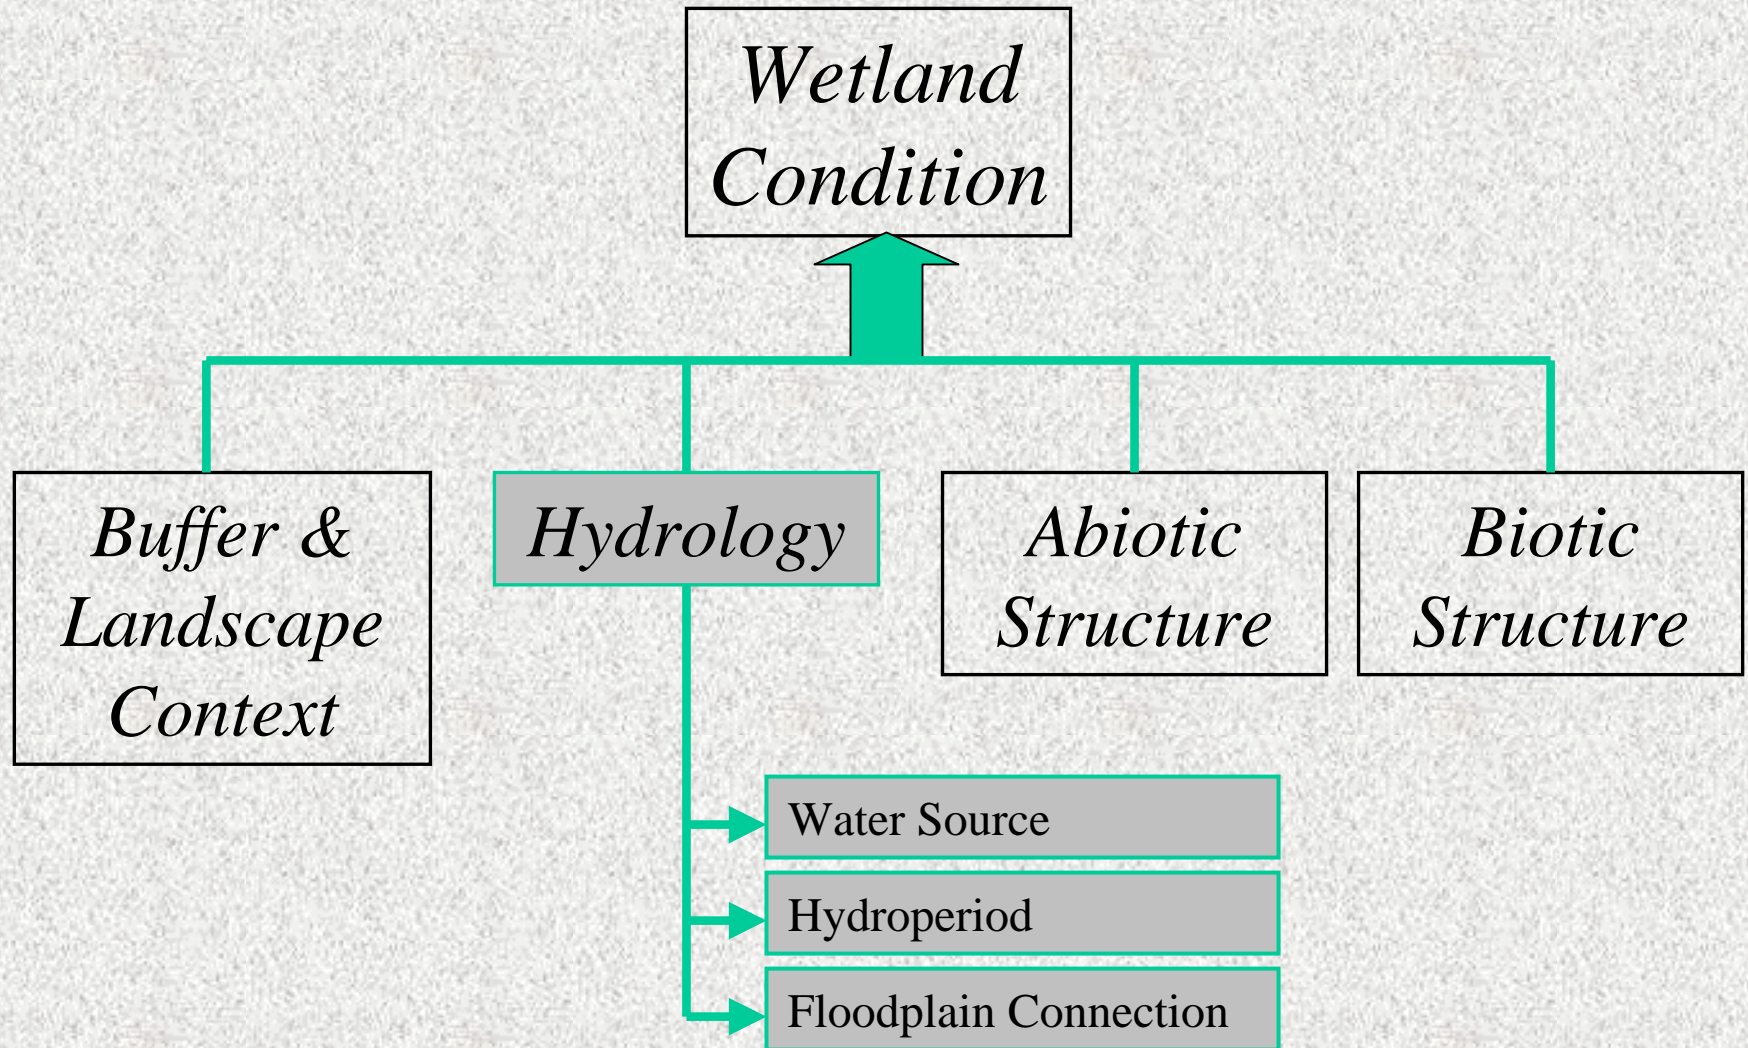 Wetland
Condition
Buffer &
Landscape
Context
Hydrology
Abiotic
Structure
Biotic
Structure
Water Source
Hydroperiod
Floodplain Connection